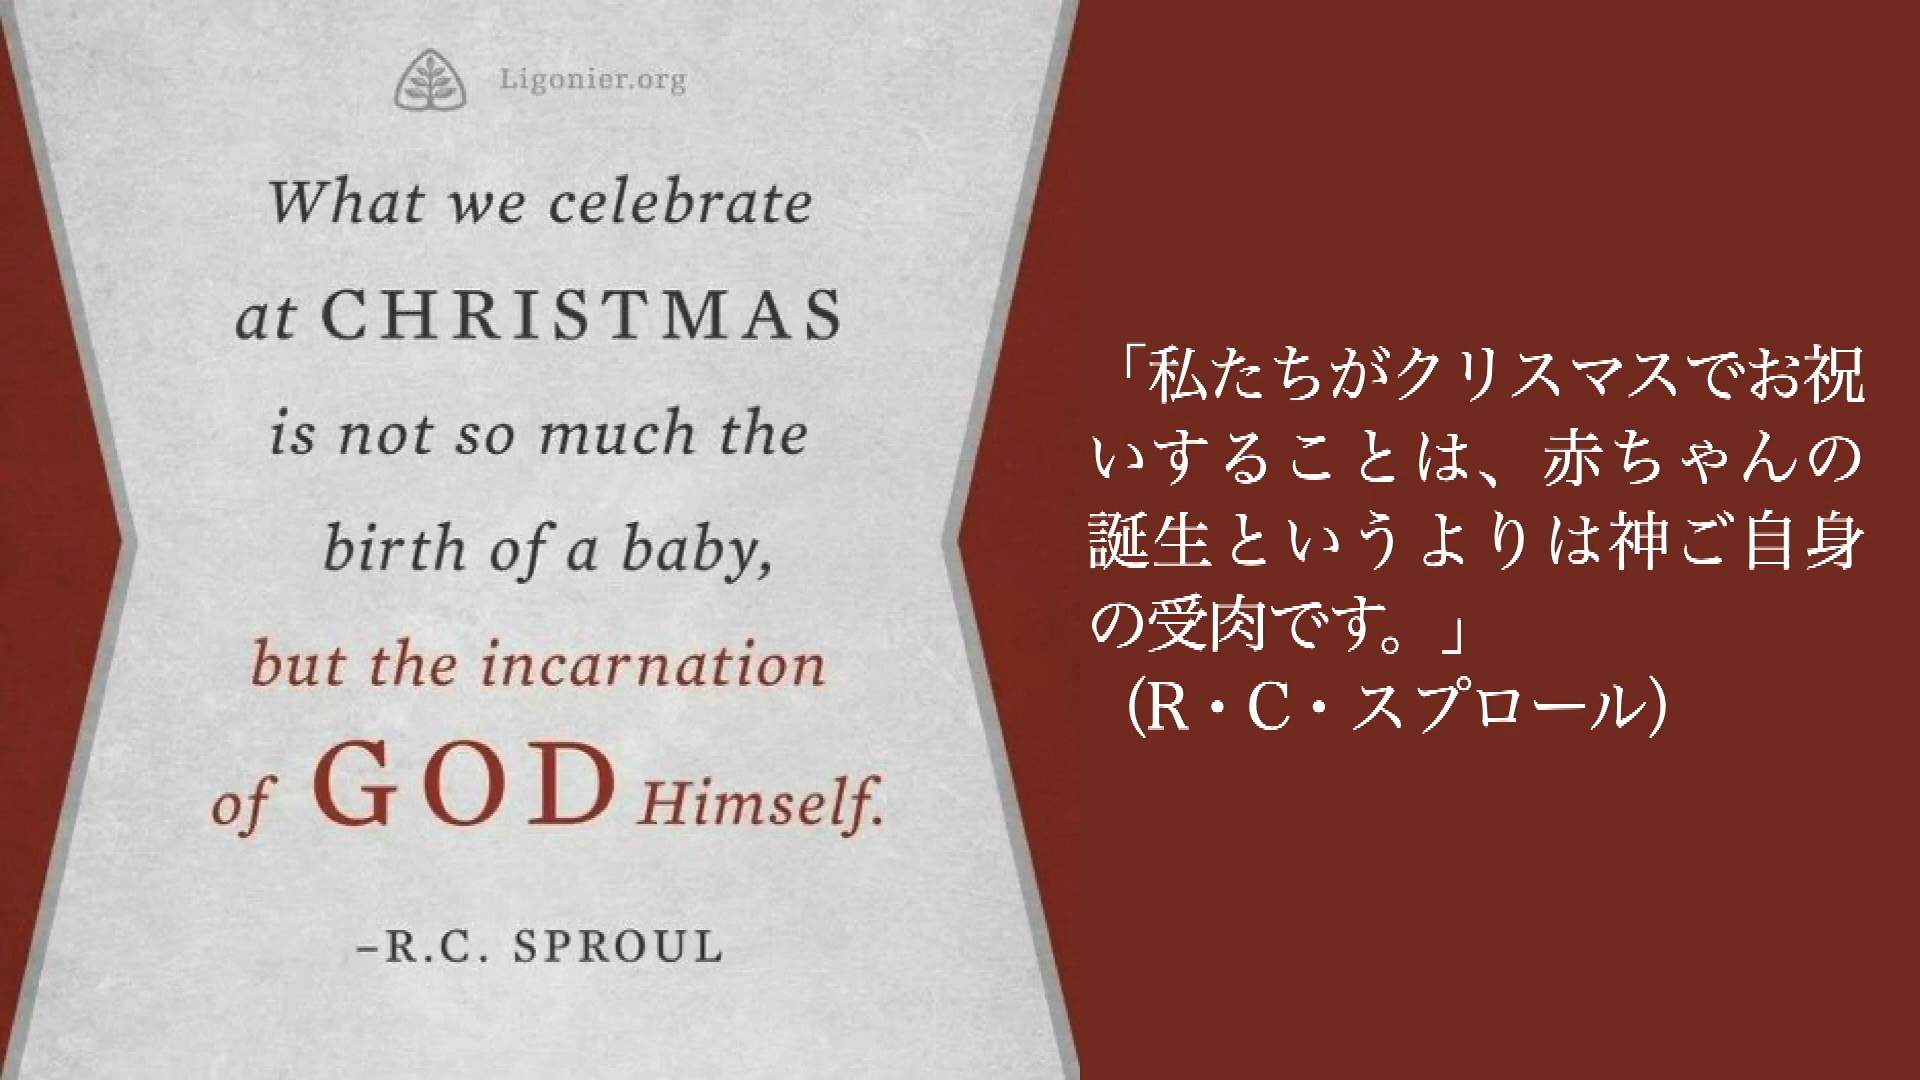 Ligonier.org
What we celebrate
at CHRISTMAS
is not so much the
birth of a baby,
but the incarnation
of GOD Himself.
–R.C. SPROUL
「私たちがクリスマスでお祝
いすることは、赤ちゃんの
誕生というよりは神ご自身
の受肉です。」
（R・C・スプロール）